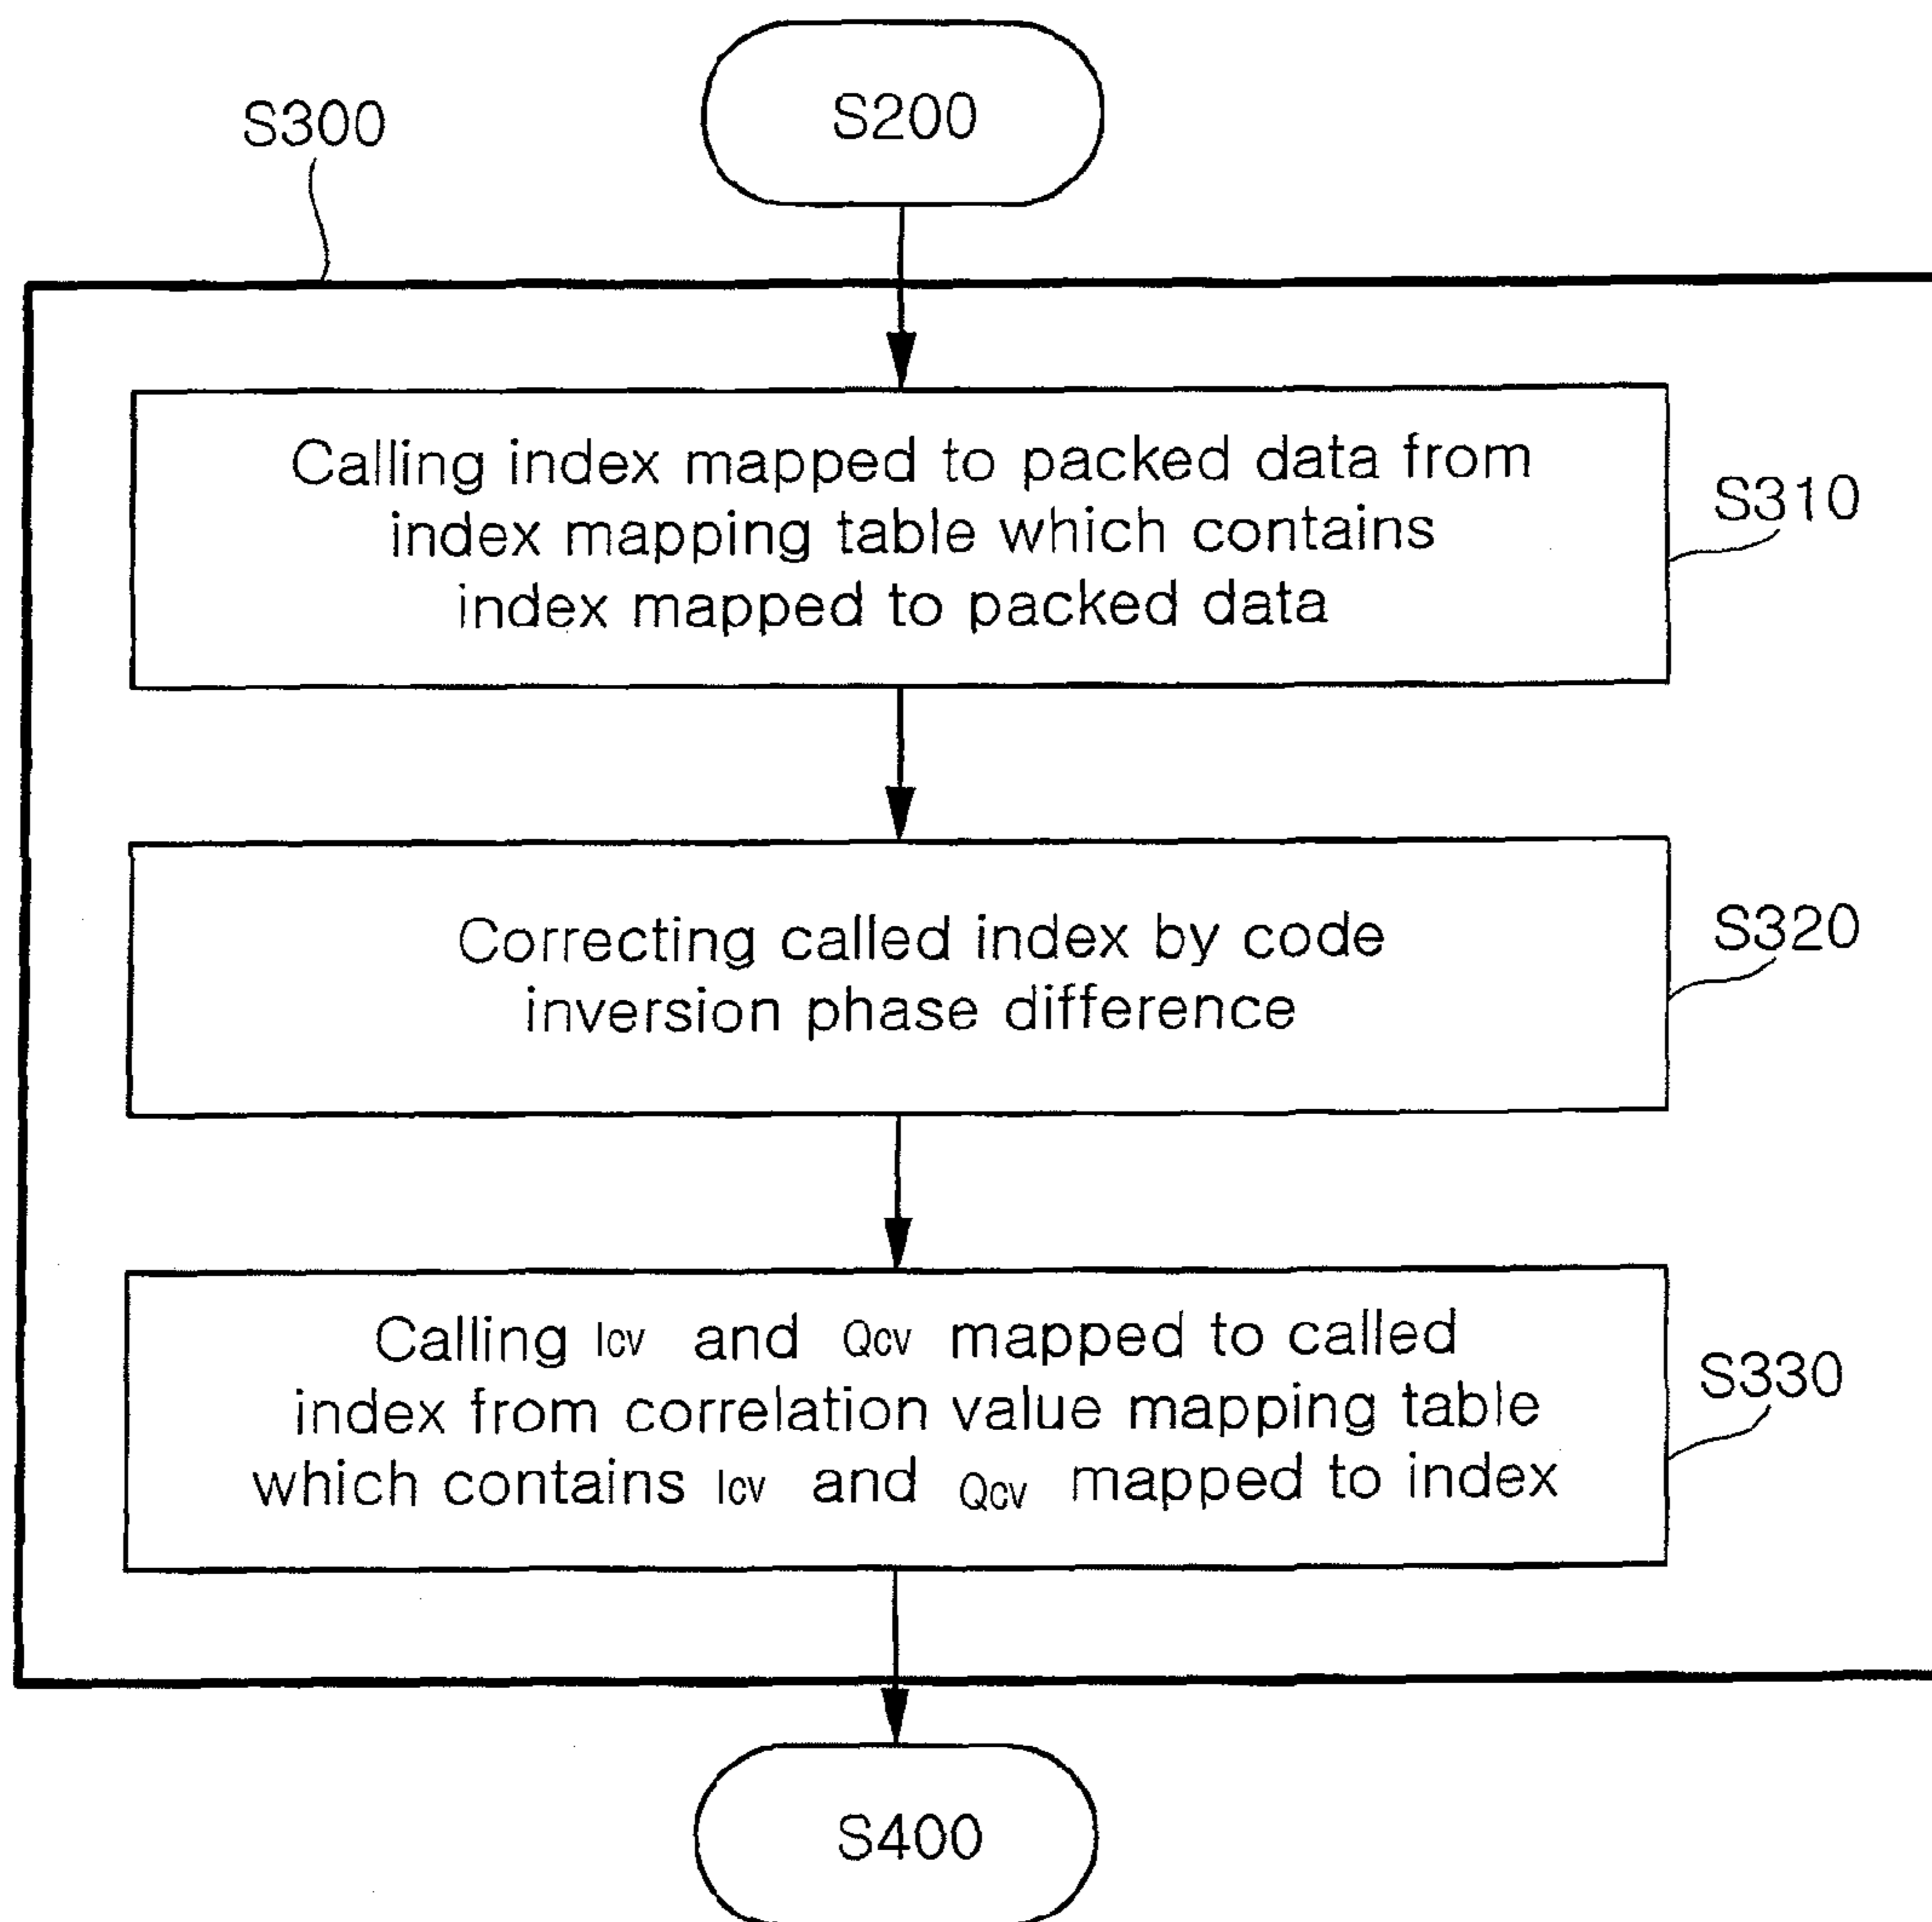 S200
S300
Calling index mapped to packed data from
index mapping table which contains
index mapped to packed data
S310
Correcting called index by code
inversion phase difference
S320
Calling Icv and Qcv mapped to called
index from correlation value mapping table
which contains Icv and Qcv mapped to index
S330
S400